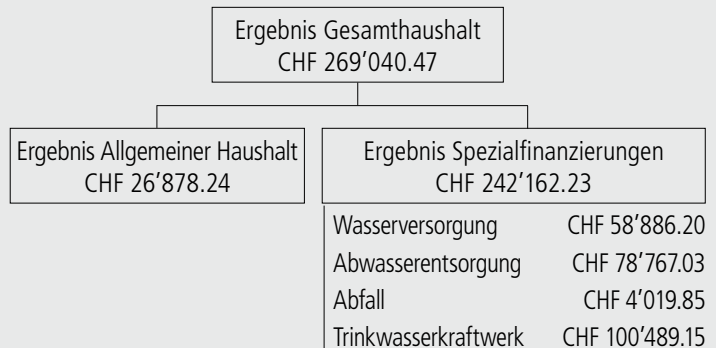 Ergebnis Gesamthaushalt
CHF 269’040.47
Ergebnis Allgemeiner Haushalt
CHF 26’878.24
Ergebnis Spezialfinanzierungen
CHF 242’162.23
Wasserversorgung CHF 58’886.20
Abwasserentsorgung CHF 78’767.03
Abfall CHF 4’019.85
Trinkwasserkraftwerk CHF 100’489.15